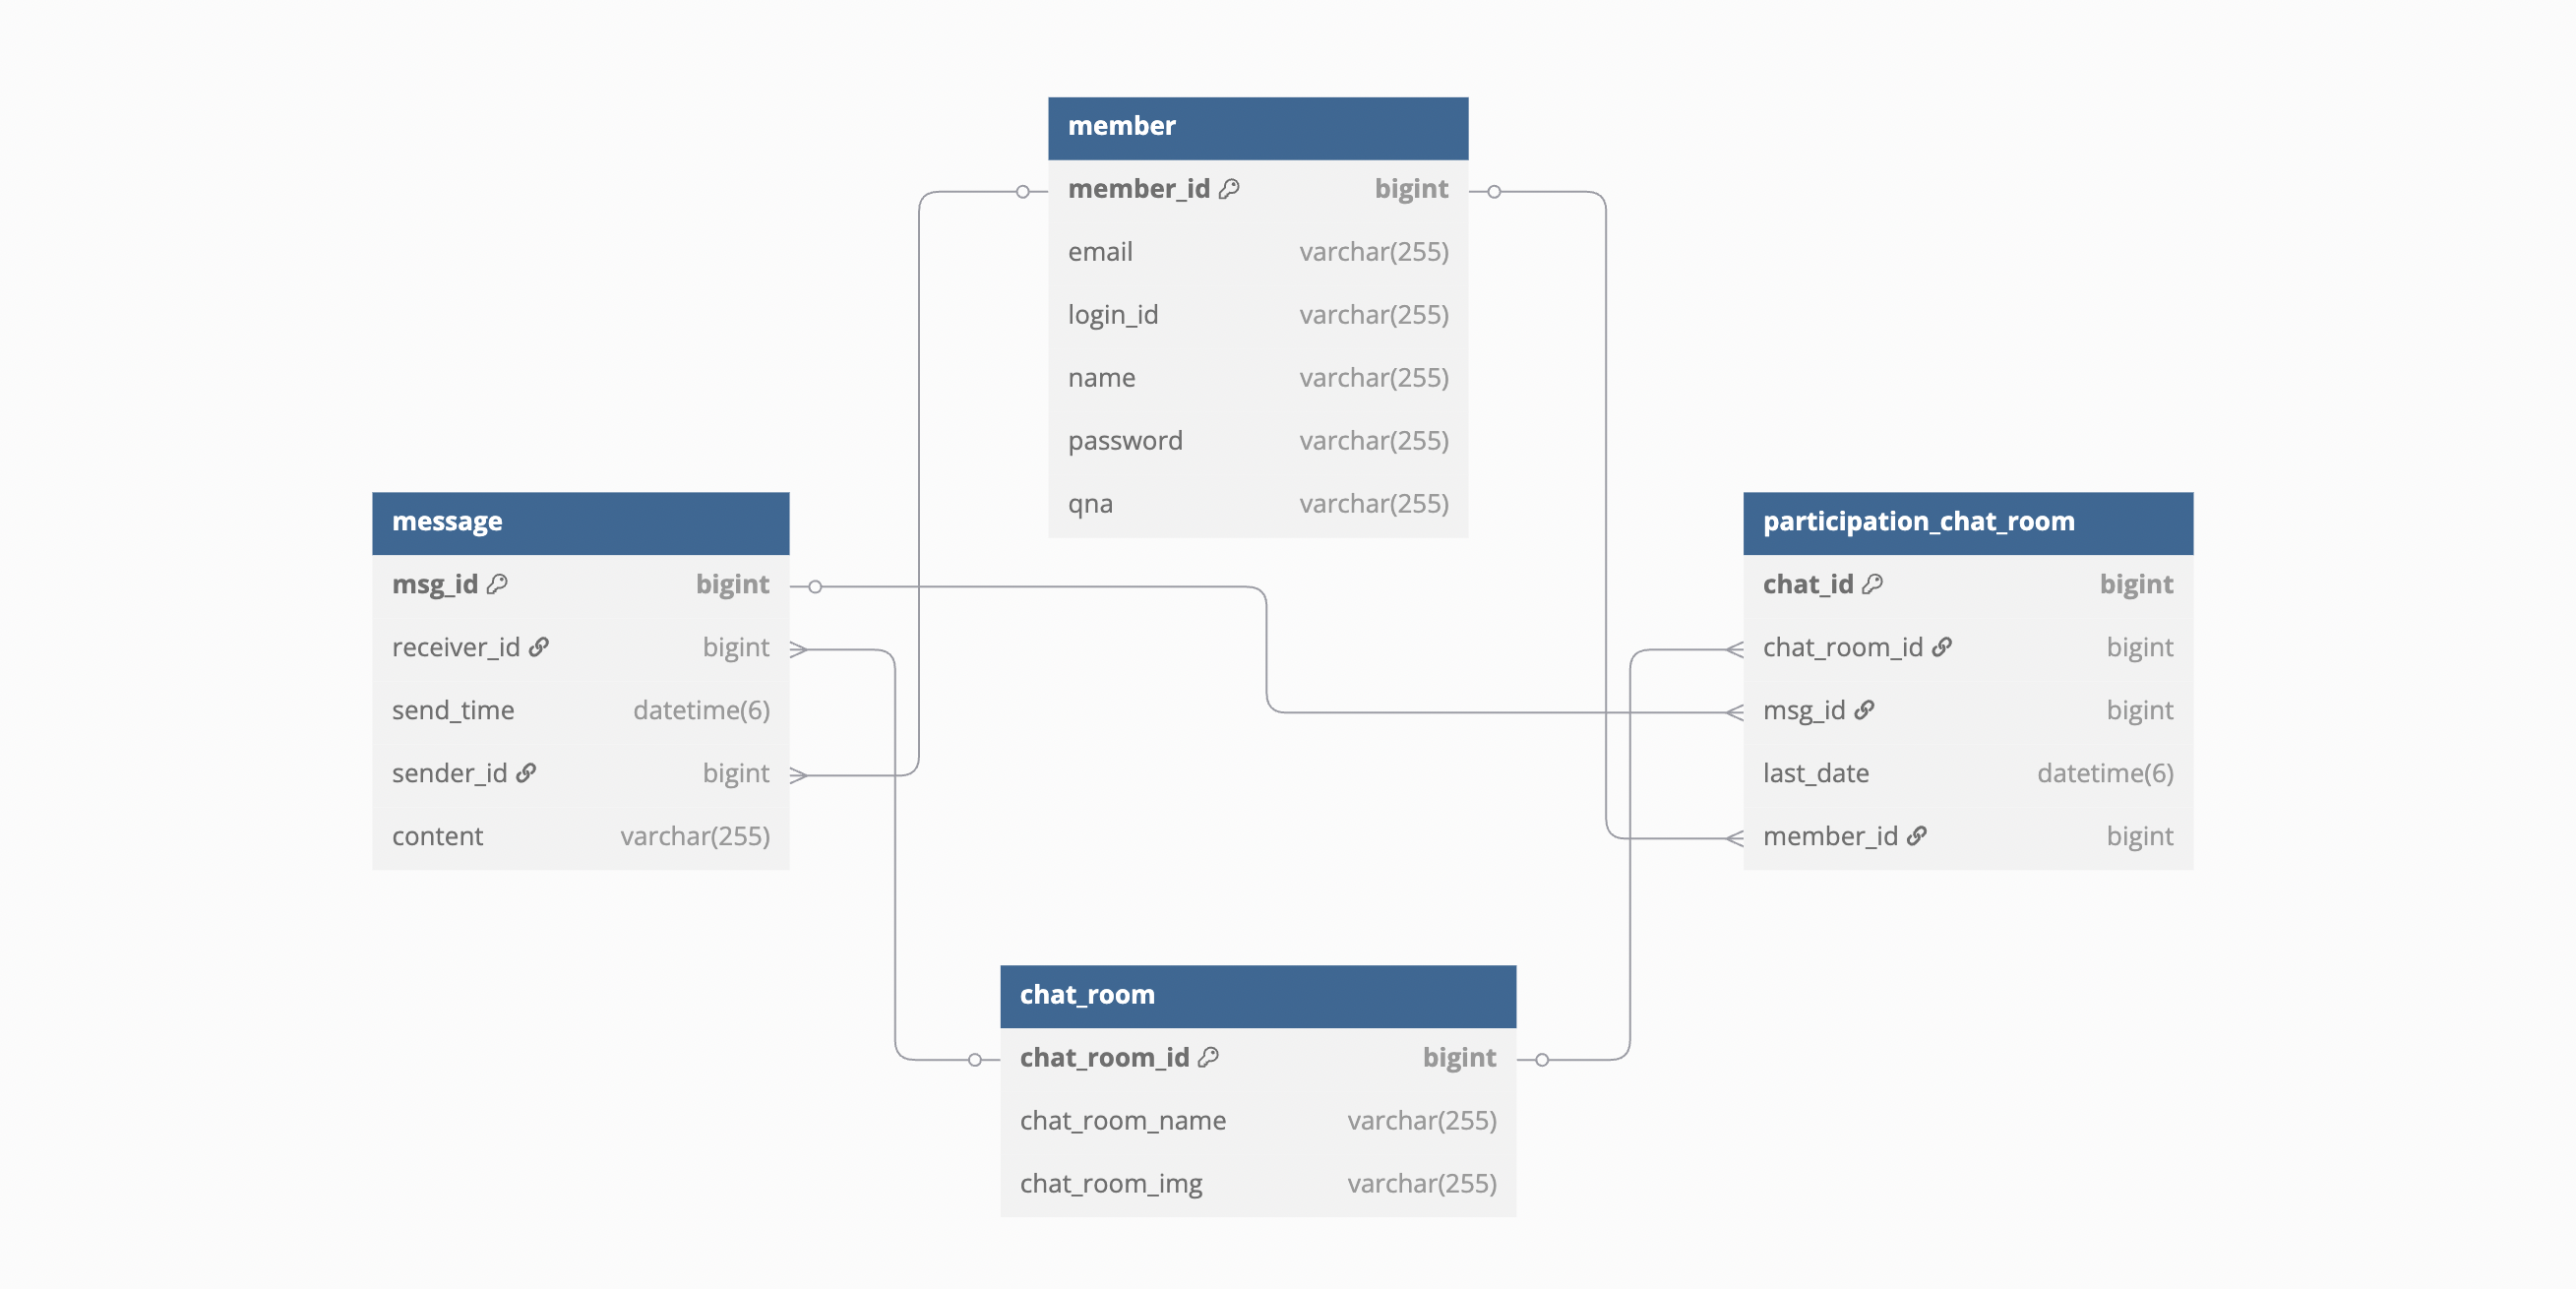 member
member_id bigint
email varchar(255)
login_id varchar(255)
name varchar(255)
password varchar(255)
qna varchar(255)
message
msg_id bigint
receiver_id bigint
send_time datetime(6)
sender_id bigint
content varchar(255)
participation_chat_room
chat_id bigint
chat_room_id bigint
msg_id bigint
last_date datetime(6)
member_id bigint
chat_room
chat_room_id bigint
chat_room_name varchar(255)
chat_room_img varchar(255)